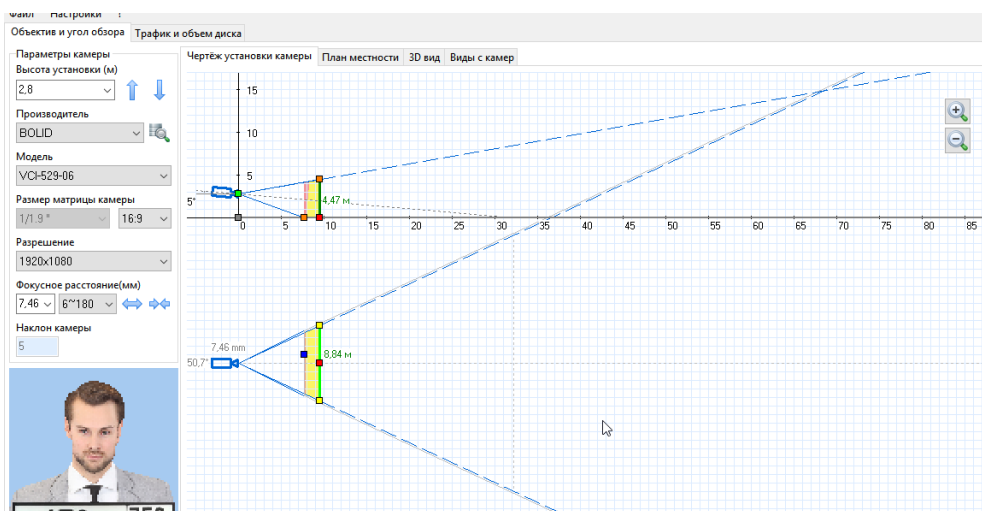 Файл Настройки ?
Объектив и угол обзора Трафик и объем диска
Параметры камеры
Высота установки (м)
2,8
Производитель
BOLID
Модель
VCI-529-06
Размер матрицы камеры
1/1.9 " 16:9
Разрешение
1920x1080
Фокусное расстояние(мм)
7,46 6~180
Наклон камеры
5
Чертёж установки камеры План местности 3D вид Виды с камер
15
10
5
5°
4,47 м
0 5 10 15 20 25 30 35 40 45 50 55 60 65 70 75 80 85
7,46 mm
50,7°
8,84 м